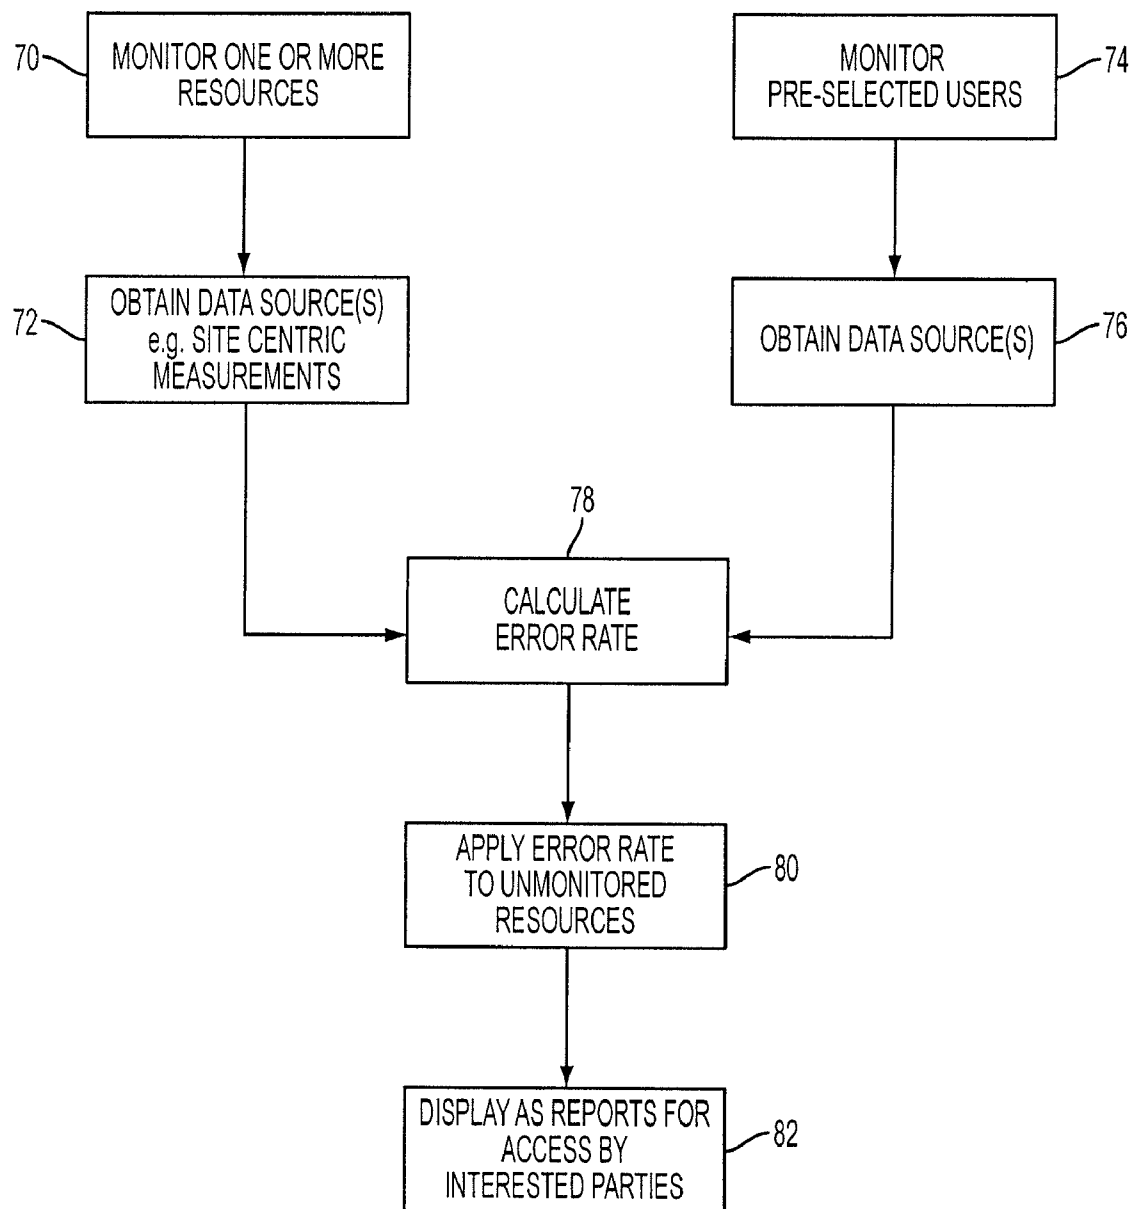 70
MONITOR ONE OR MORE
RESOURCES
MONITOR
PRE-SELECTED USERS
74
72
OBTAIN DATA SOURCE(S)
e.g. SITE CENTRIC
MEASUREMENTS
OBTAIN DATA SOURCE(S)
76
78
CALCULATE
ERROR RATE
APPLY ERROR RATE
TO UNMONITORED
RESOURCES
80
DISPLAY AS REPORTS FOR
ACCESS BY
INTERESTED PARTIES
82